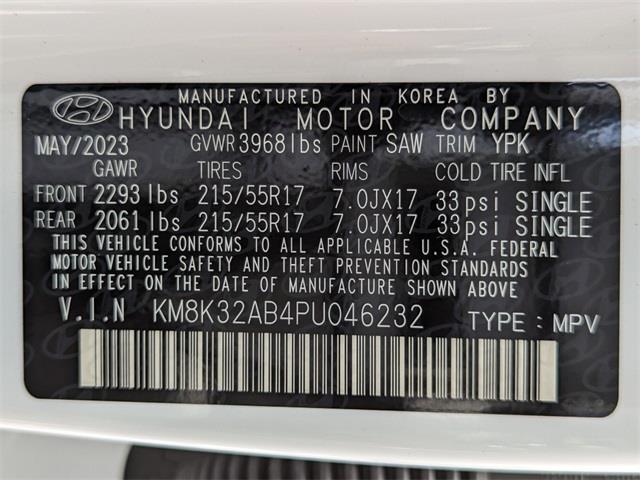 MANUFACTURED IN KOREA BY
HYUNDAI MOTOR COMPANY
MAY/2023 GVWR 3968 lbs PAINT SAW TRIM YPK
GAWR TIRES RIMS COLD TIRE INFL
FRONT 2293 lbs 215/55R17 7.0JX17 33 psi SINGLE
REAR 2061 lbs 215/55R17 7.0JX17 33 psi SINGLE
THIS VEHICLE CONFORMS TO ALL APPLICABLE U.S.A. FEDERAL
MOTOR VEHICLE SAFETY AND THEFT PREVENTION STANDARDS
IN EFFECT ON THE DATE OF MANUFACTURE SHOWN ABOVE.
V.I.N KM8K32AB4PU046232 TYPE : MPV